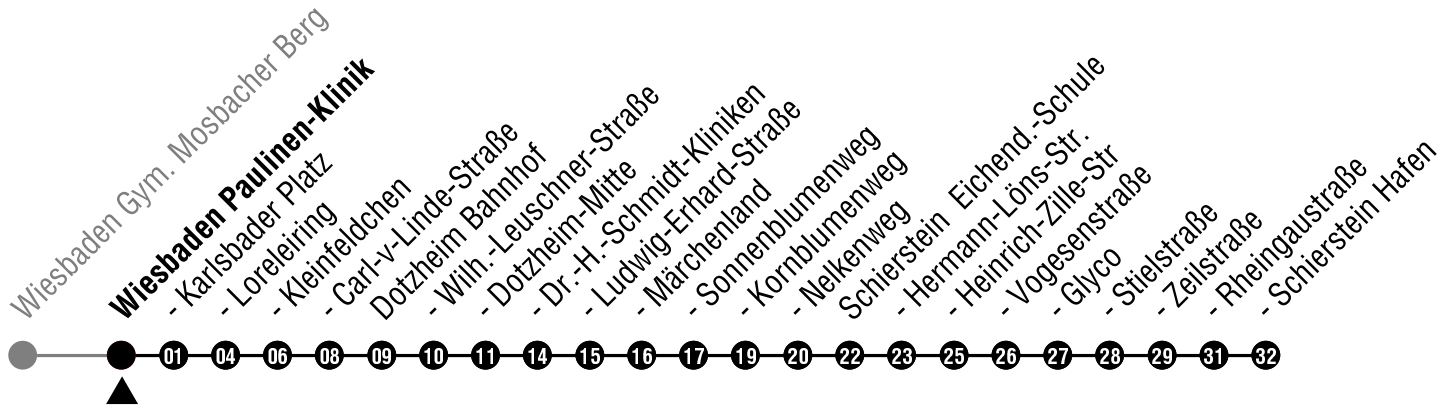 Wiesbaden Gym. Mosbacher Berg
Wiesbaden Paulinen-Klinik
- Karlsbader Platz
- Loreleiring
- Kleinfeldchen
- Carl-v-Linde-Straße
Dotzheim Bahnhof
- Wilh.-Leuschner-Straße
- Dotzheim-Mitte
- Dr.-H.-Schmidt-Kliniken
- Ludwig-Erhard-Straße
- Märchenland
- Sonnenblumenweg
- Kornblumenweg
- Nelkenweg
Schierstein Eichend.-Schule
- Hermann-Löns-Str.
- Heinrich-Zille-Str
- Vogesenstraße
- Glyco
- Stielstraße
- Zeilstraße
- Rheingaustraße
- Schierstein Hafen
01 04 06 08 09 10 11 14 15 16 17 19 20 22 23 25 26 27 28 29 31 32